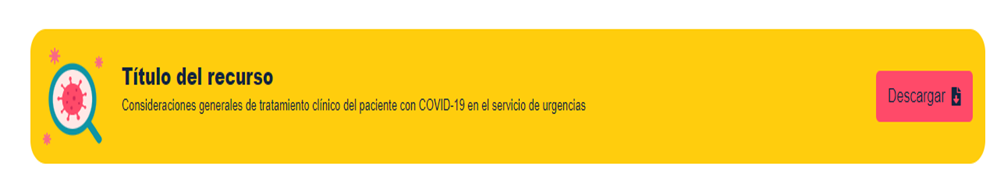 Título del recurso
Consideraciones generales de tratamiento clínico del paciente con COVID-19 en el servicio de urgencias
Descargar